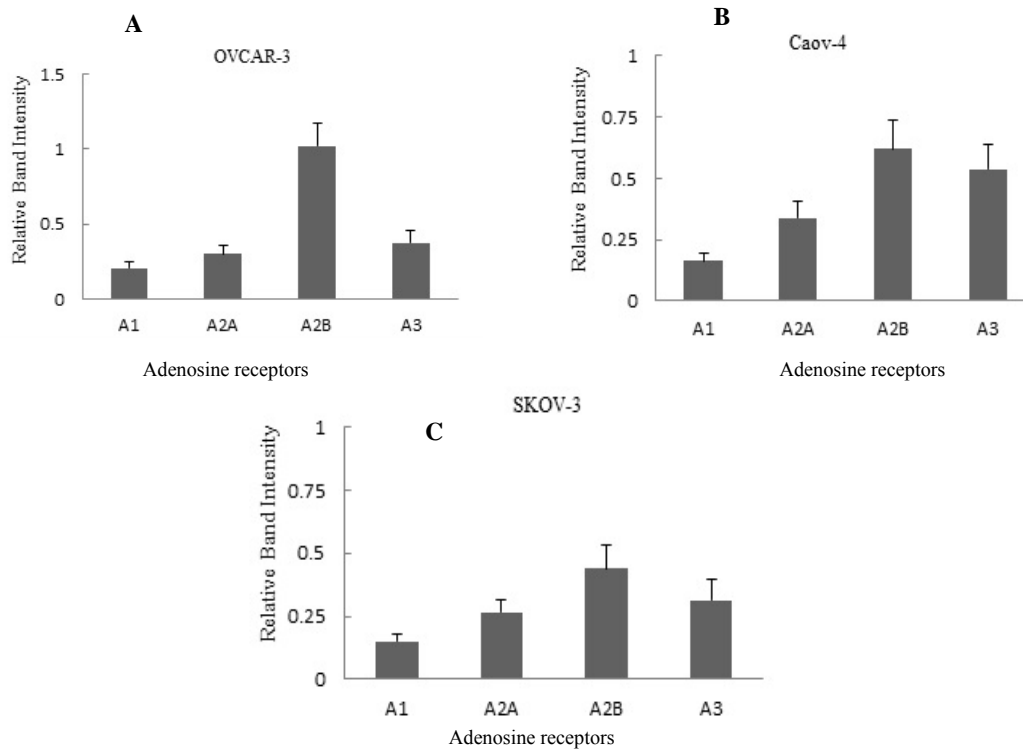 A
OVCAR-3
Relative Band Intensity
1.5
1
0.5
0
A1 A2A A2B A3
Adenosine receptors
B
Caov-4
Relative Band Intensity
1
0.75
0.5
0.25
0
A1 A2A A2B A3
Adenosine receptors
SKOV-3
C
Relative Band Intensity
1
0.75
0.5
0.25
0
A1 A2A A2B A3
Adenosine receptors